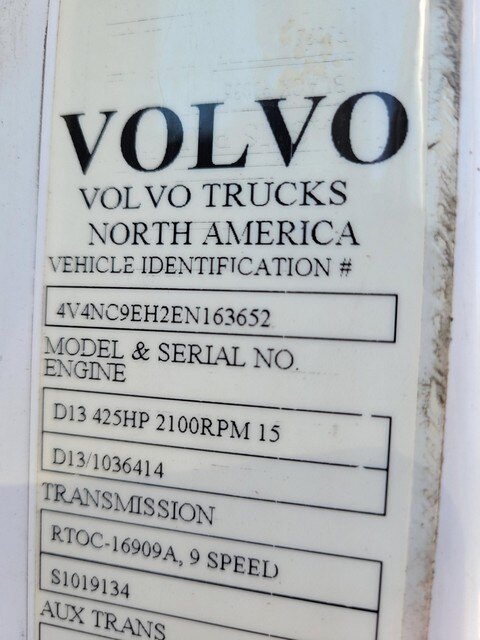 VOLVO
VOLVO TRUCKS
NORTH AMERICA
VEHICLE IDENTIFICATION #
4V4NC9EH2EN163652
MODEL & SERIAL NO.
ENGINE
D13 425HP 2100RPM 15
D13/1036414
TRANSMISSION
RTOC-16909A, 9 SPEED
S1019134
AUX TRANS